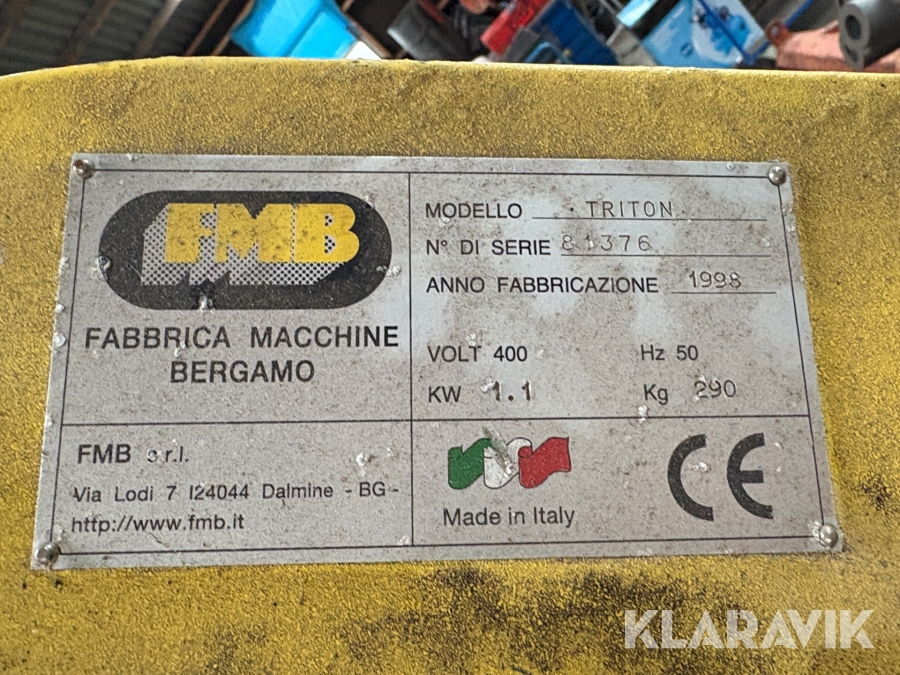 FMB
FABBRICA MACCHINE
BERGAMO
MODELLO TRITON
N° DI SERIE 81376
ANNO FABBRICAZIONE 1998
VOLT 400 Hz 50
KW 1.1 Kg 290
FMB s.r.l.
Via Lodi 7 I24044 Dalmine - BG -
http://www.fmb.it
Made in Italy
CE
KLARAVIK